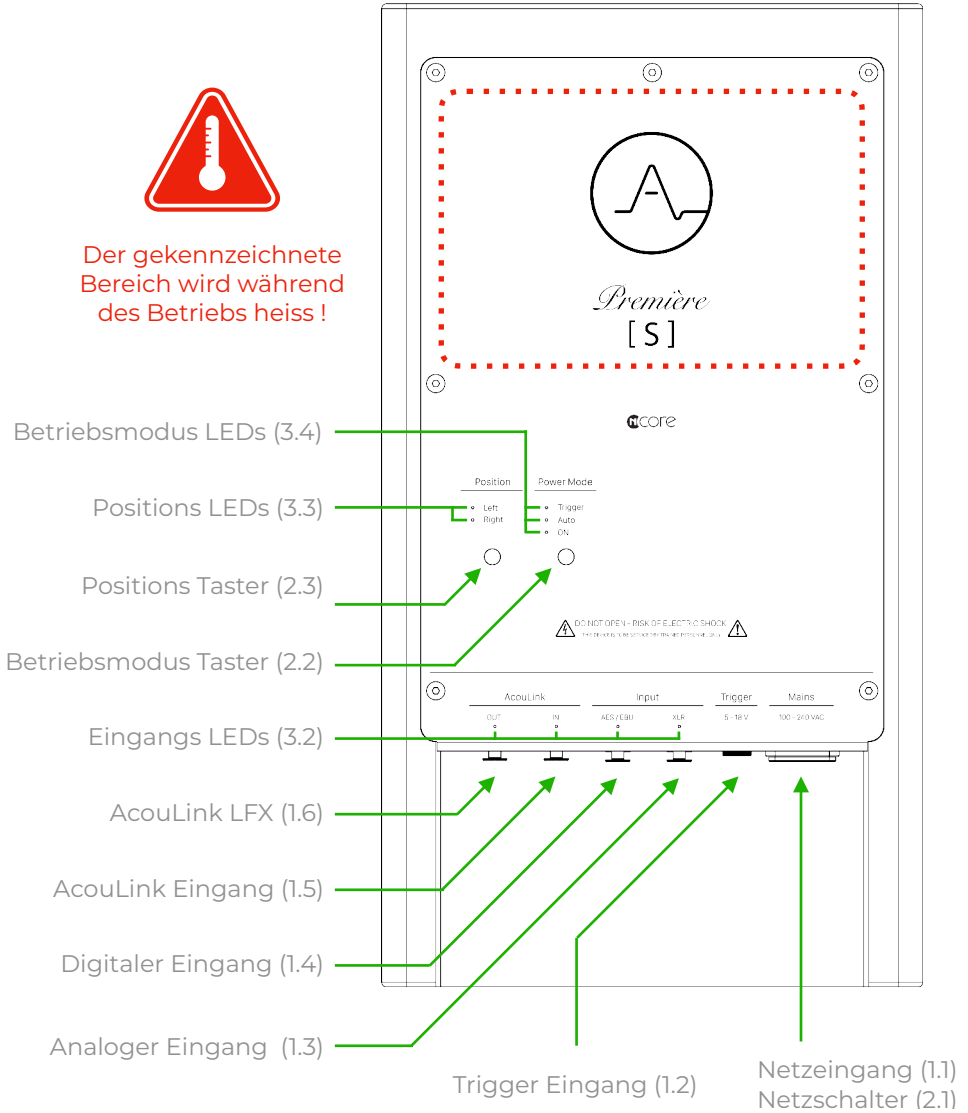 Der gekennzeichnete
Bereich wird während
des Betriebs heiss !
Première
[ S ]
Ncore
Betriebsmodus LEDs (3.4)
Positions LEDs (3.3)
Positions Taster (2.3)
Betriebsmodus Taster (2.2)
Eingangs LEDs (3.2)
AcouLink LFX (1.6)
AcouLink Eingang (1.5)
Digitaler Eingang (1.4)
Analoger Eingang (1.3)
Trigger Eingang (1.2)
Netzeingang (1.1)
Netzschalter (2.1)
Position
Left
Right
Power Mode
Trigger
Auto
ON
DO NOT OPEN - RISK OF ELECTRIC SHOCK
AcouLink
OUT
IN
Input
AES / EBU
XLR
Trigger
5 - 18 V
Mains
100 - 240 VAC